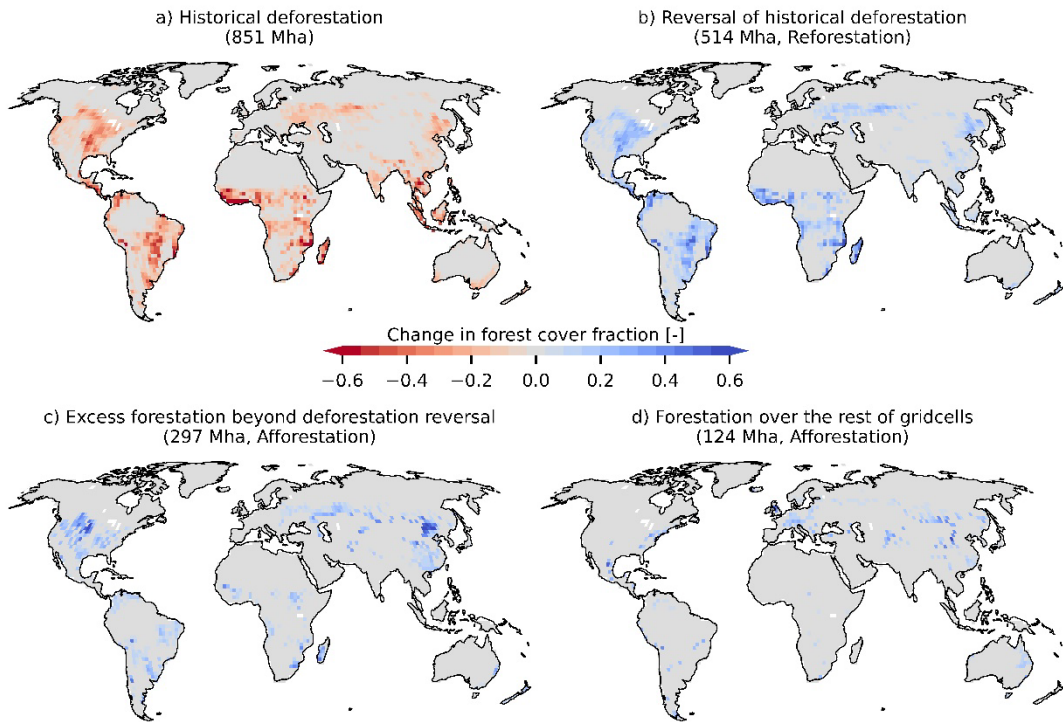 a) Historical deforestation
(851 Mha)
b) Reversal of historical deforestation
(514 Mha, Reforestation)
Change in forest cover fraction [-]
−0.6 −0.4 −0.2 0.0 0.2 0.4 0.6
c) Excess forestation beyond deforestation reversal
(297 Mha, Afforestation)
d) Forestation over the rest of gridcells
(124 Mha, Afforestation)